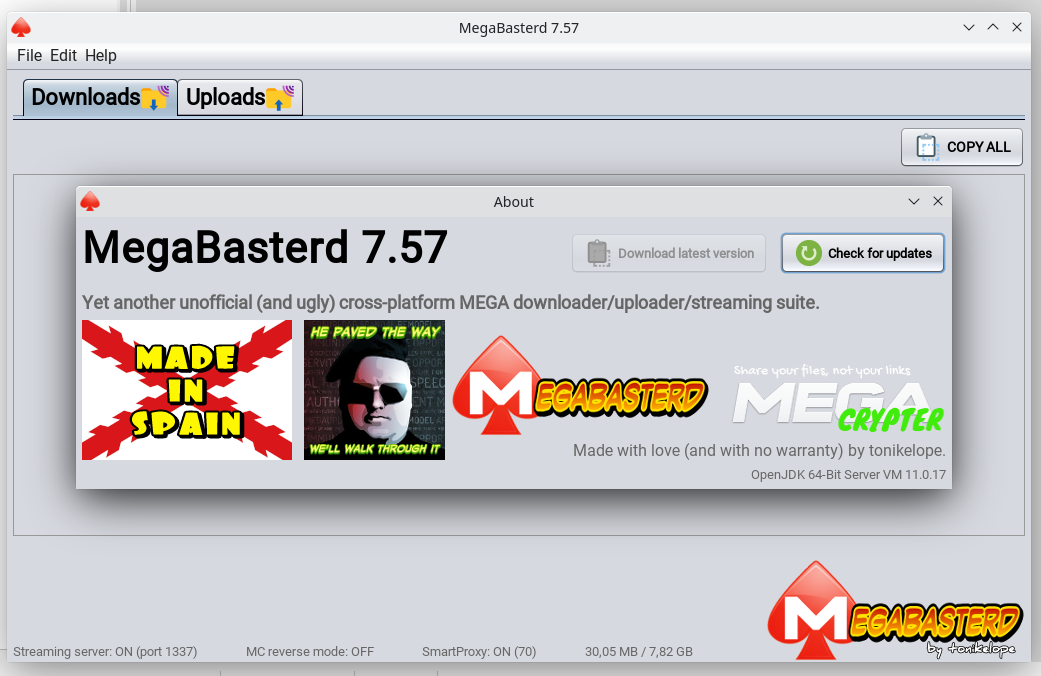 MegaBasterd 7.57
File Edit Help
Downloads Uploads
COPY ALL
About
MegaBasterd 7.57
Download latest version Check for updates
Yet another unofficial (and ugly) cross-platform MEGA downloader/uploader/streaming suite.
MADE
IN
SPAIN
HE PAVED THE WAY
WE'LL WALK THROUGH IT
MEGABASTERD
Share your files, not your links
MEGA
CRYPTER
Made with love (and with no warranty) by tonikelope.
OpenJDK 64-Bit Server VM 11.0.17
MEGABASTERD
by tonikelope
Streaming server: ON (port 1337) MC reverse mode: OFF SmartProxy: ON (70) 30,05 MB / 7,82 GB